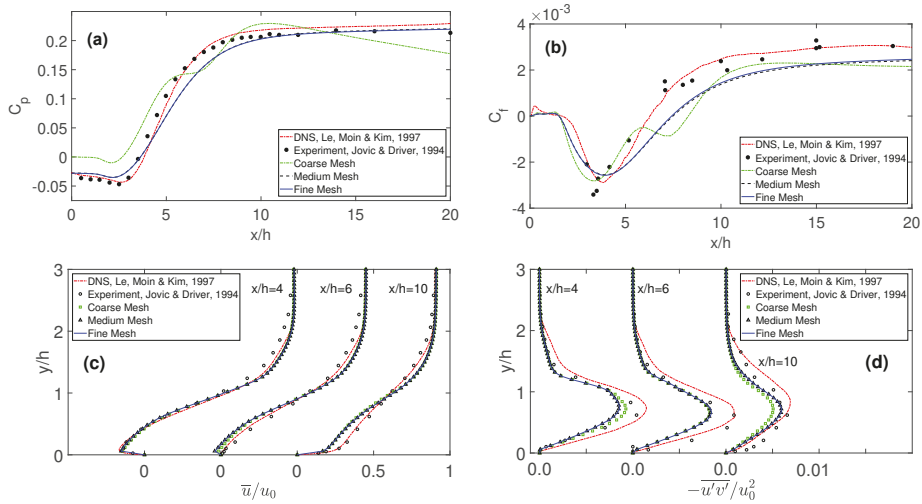 (a)
0.2
0.15
0.1
0.05
0
-0.05
C_p
DNS, Le, Moin & Kim, 1997
Experiment, Jovic & Driver, 1994
Coarse Mesh
Medium Mesh
Fine Mesh
0 5 10 15 20
x/h
×10⁻³
(b)
4
2
0
-2
-4
C_f
DNS, Le, Moin & Kim, 1997
Experiment, Jovic & Driver, 1994
Coarse Mesh
Medium Mesh
Fine Mesh
0 5 10 15 20
x/h
3
2
1
0
y/h
DNS, Le, Moin & Kim, 1997
Experiment, Jovic & Driver, 1994
Coarse Mesh
Medium Mesh
Fine Mesh
x/h=4 x/h=6 x/h=10
(c)
0 0 0 0.5 1
u̅/u₀
3
2
1
0
y/h
x/h=4 x/h=6
DNS, Le, Moin & Kim, 1997
Experiment, Jovic & Driver, 1994
Coarse Mesh
Medium Mesh
Fine Mesh
x/h=10
(d)
0.0 0.0 0.0 0.01
-\overline{u'v'}/u_0^2